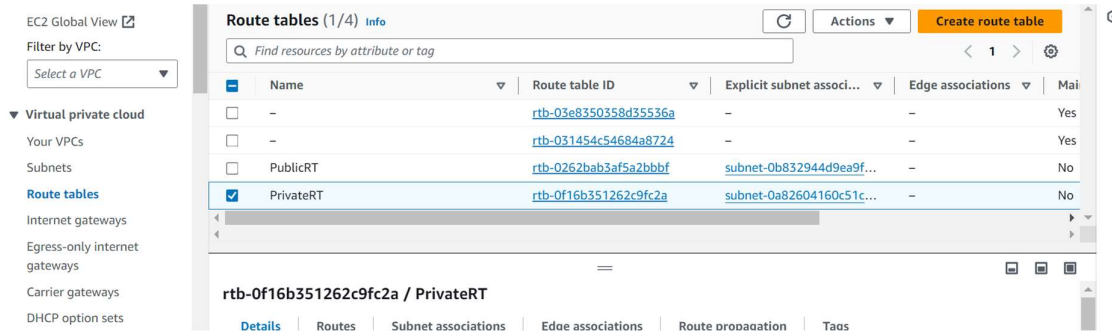 EC2 Global View
Filter by VPC:
Select a VPC
Virtual private cloud
Your VPCs
Subnets
Route tables
Internet gateways
Egress-only internet
gateways
Carrier gateways
DHCP option sets
Route tables (1/4) Info
Actions
Create route table
Find resources by attribute or tag
1
Name Route table ID Explicit subnet associ... Edge associations Mai
– rtb-03e8350358d35536a – – Yes
– rtb-031454c54684a8724 – – Yes
PublicRT rtb-0262bab3af5a2bbbf subnet-0b832944d9ea9f... – No
PrivateRT rtb-0f16b351262c9fc2a subnet-0a82604160c51c... – No
rtb-0f16b351262c9fc2a / PrivateRT
Details Routes Subnet associations Edge associations Route propagation Tags